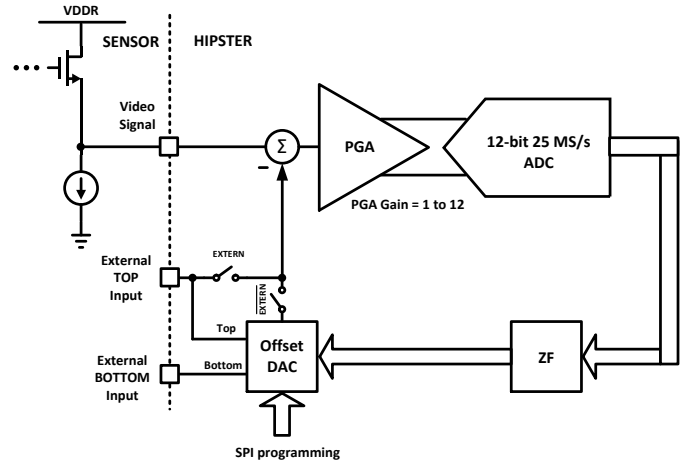 VDDR
SENSOR
HIPSTER
Video
Signal
Σ
–
PGA
12-bit 25 MS/s
ADC
PGA Gain = 1 to 12
External
TOP
Input
EXTERN
EXTERN
Top
Bottom
Offset
DAC
ZF
External
BOTTOM
Input
SPI programming